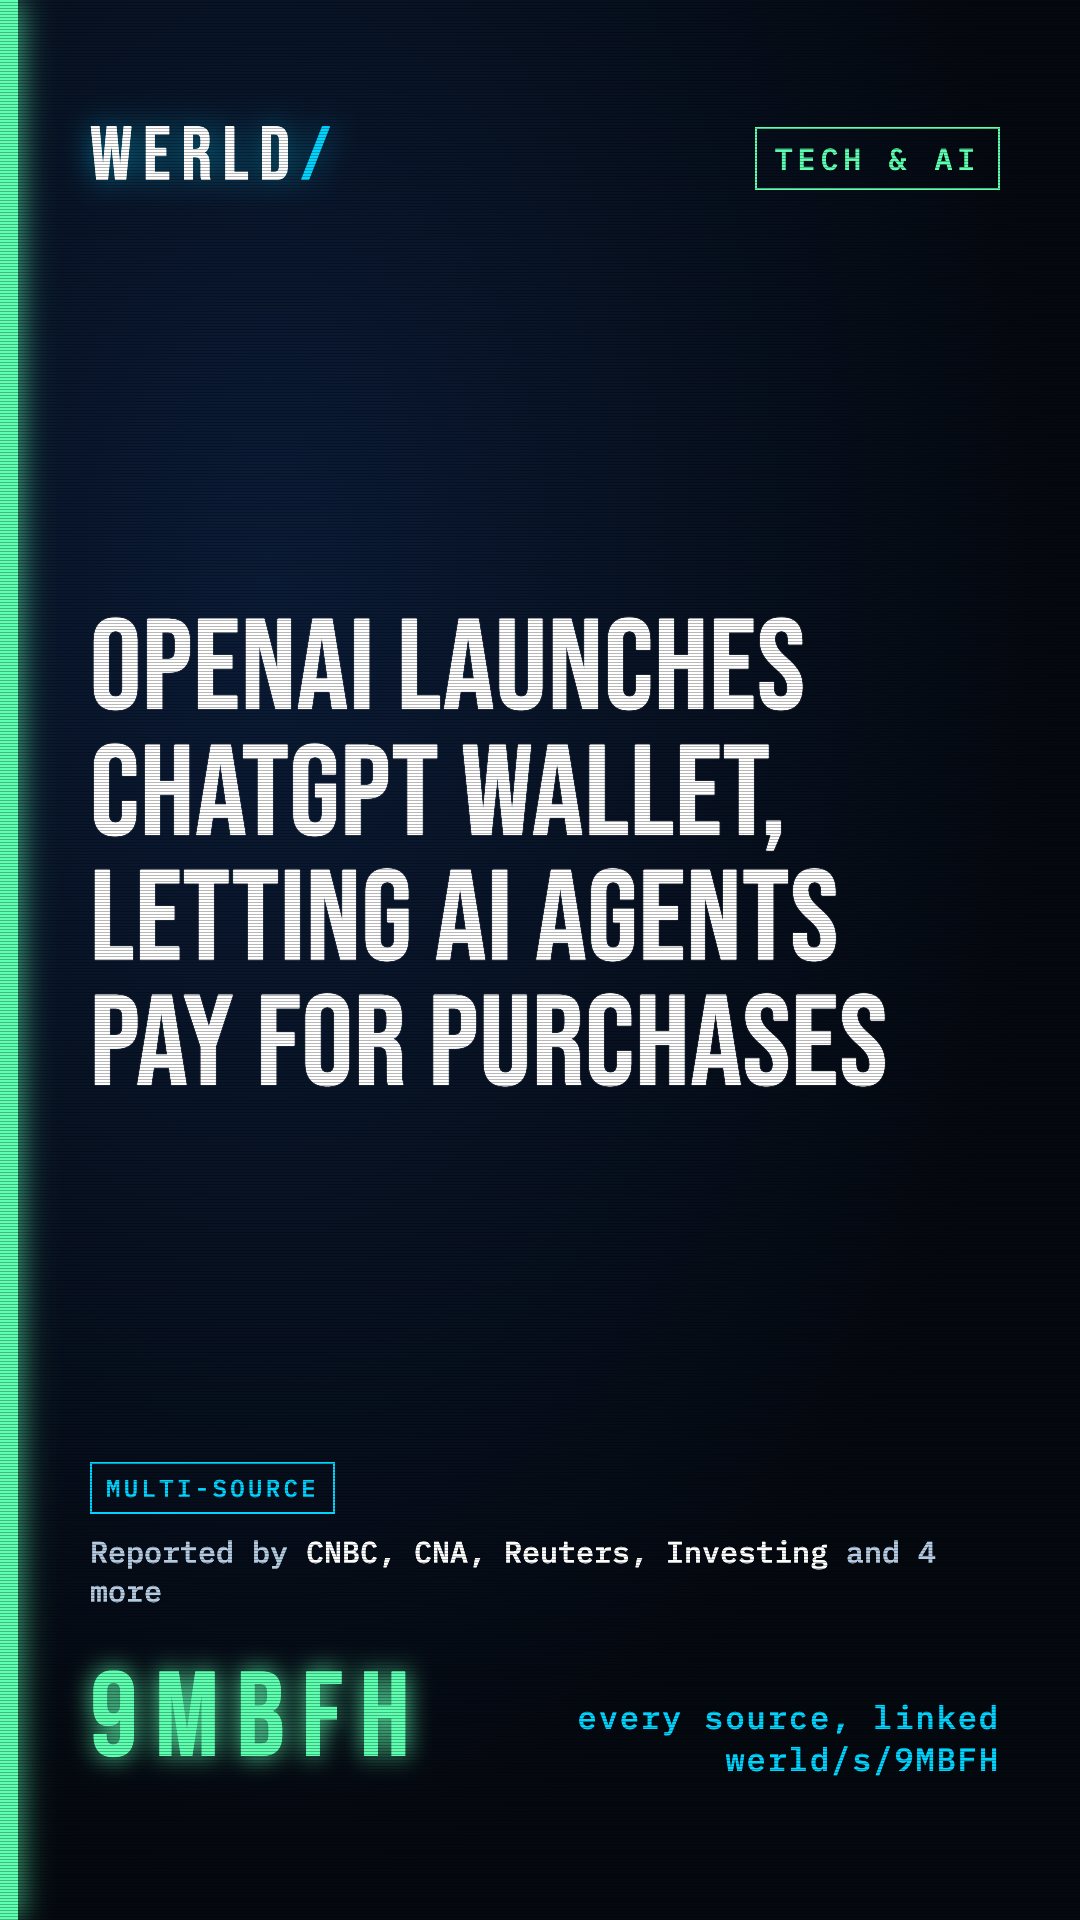 WERLD/
TECH & AI
OPENAI LAUNCHES
CHATGPT WALLET,
LETTING AI AGENTS
PAY FOR PURCHASES
MULTI-SOURCE
Reported by CNBC, CNA, Reuters, Investing and 4
more
9MBFH
every source, linked
werld/s/9MBFH